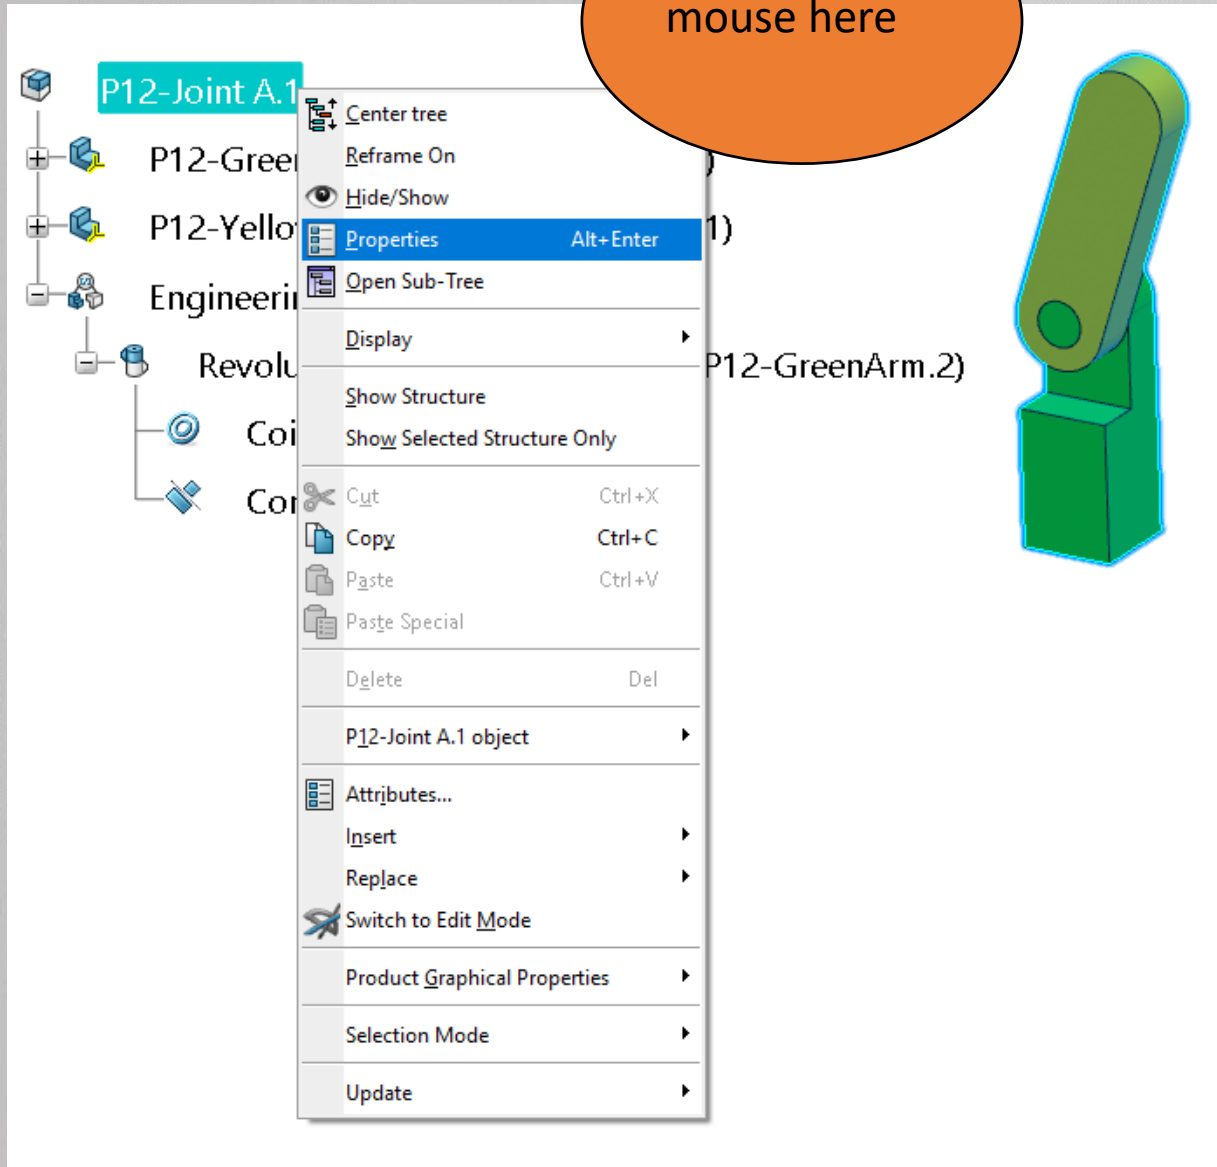 mouse here
P12-Joint A.1
P12-Gree
)
P12-Yello
1)
Engineeri
Revolu
P12-GreenArm.2)
Coi
Cor
Center tree
Reframe On
Hide/Show
Properties Alt+Enter
Open Sub-Tree
Display
Show Structure
Show Selected Structure Only
Cut Ctrl+X
Copy Ctrl+C
Paste Ctrl+V
Paste Special
Delete Del
P12-Joint A.1 object
Attributes...
Insert
Replace
Switch to Edit Mode
Product Graphical Properties
Selection Mode
Update